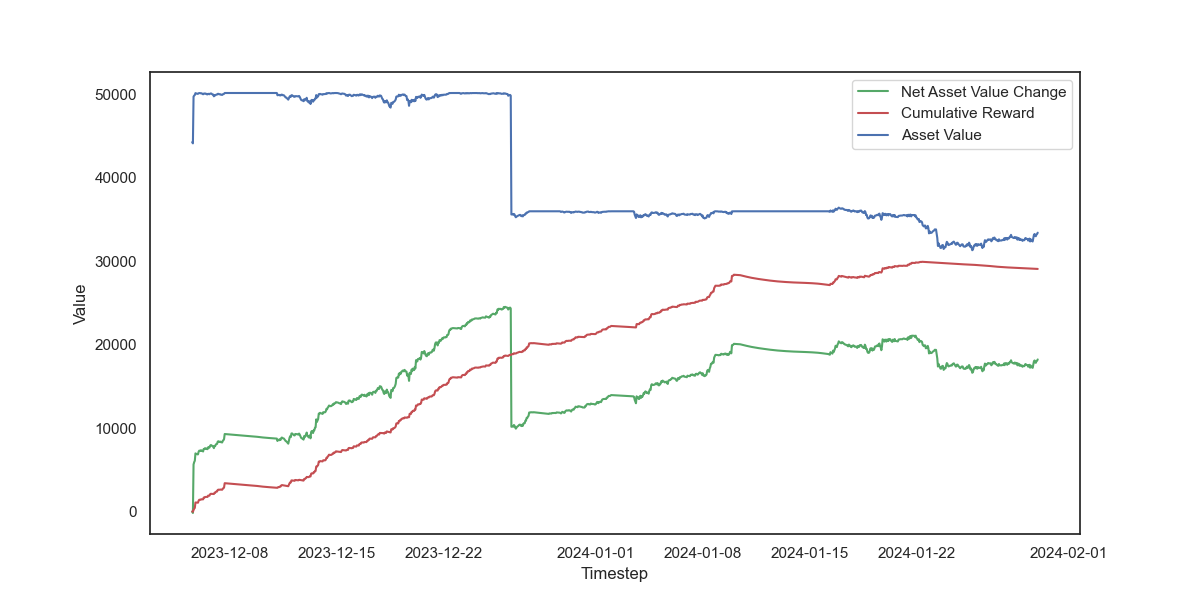 Net Asset Value Change
Cumulative Reward
Asset Value
50000
40000
30000
20000
10000
0
Value
2023-12-08 2023-12-15 2023-12-22 2024-01-01 2024-01-08 2024-01-15 2024-01-22 2024-02-01
Timestep